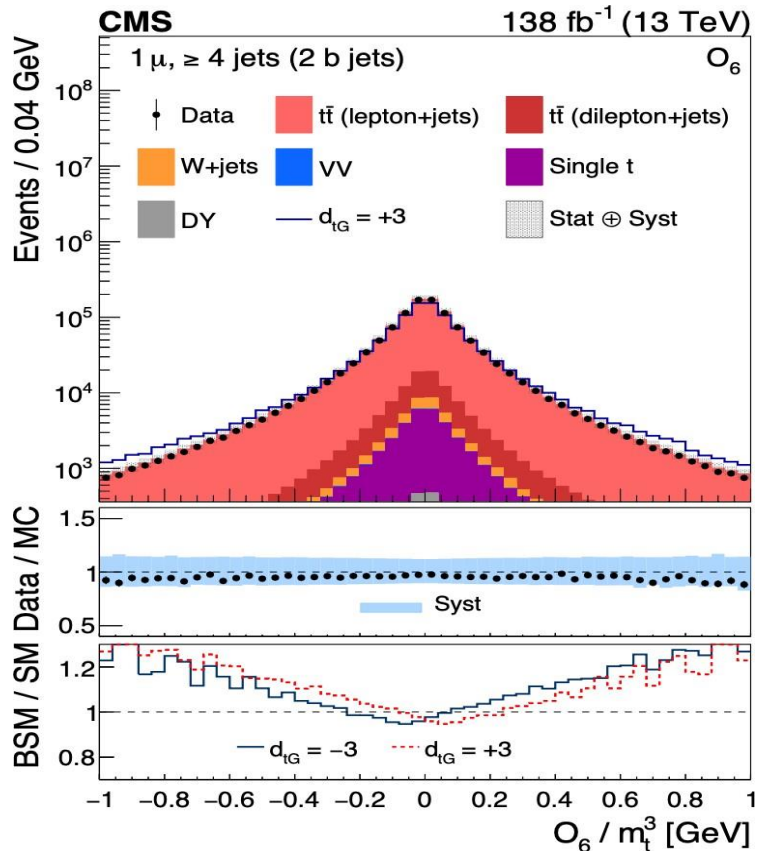 CMS 138 fb⁻¹ (13 TeV)
1 μ, ≥ 4 jets (2 b jets) O₆
Events / 0.04 GeV
10⁸
10⁷
10⁶
10⁵
10⁴
10³
Data tt̄ (lepton+jets) tt̄ (dilepton+jets)
W+jets VV Single t
DY d_tG = +3 Stat ⊕ Syst
Data / MC
1.5
1
0.5
Syst
BSM / SM
1.2
1
0.8
d_tG = −3 d_tG = +3
−1 −0.8 −0.6 −0.4 −0.2 0 0.2 0.4 0.6 0.8 1
O₆ / m_t³ [GeV]